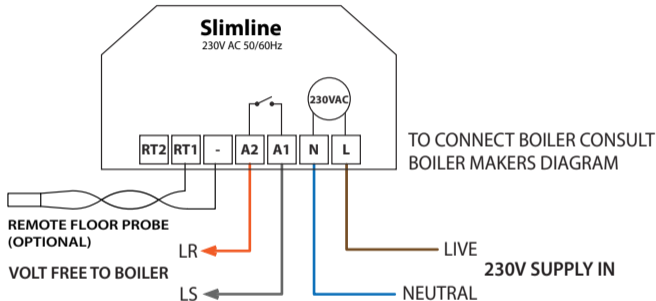 Slimline
230V AC 50/60Hz
230VAC
RT2 RT1 - A2 A1 N L
TO CONNECT BOILER CONSULT
BOILER MAKERS DIAGRAM
REMOTE FLOOR PROBE
(OPTIONAL)
LR
LIVE
VOLT FREE TO BOILER
230V SUPPLY IN
LS
NEUTRAL